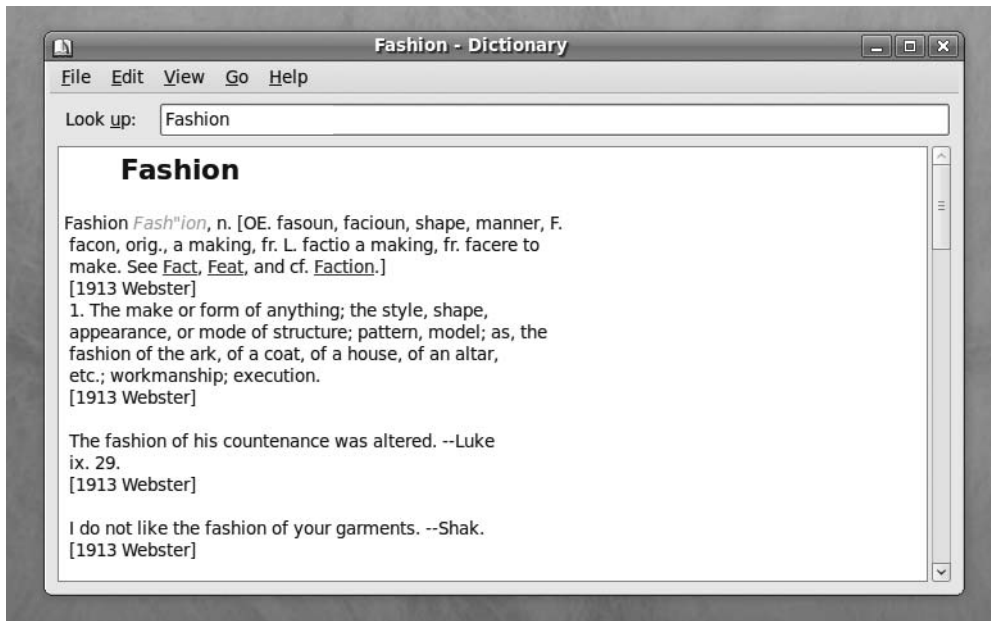 Fashion - Dictionary
File Edit View Go Help
Look up: Fashion
Fashion
Fashion Fash"ion, n. [OE. fasoun, facioun, shape, manner, F.
facon, orig., a making, fr. L. factio a making, fr. facere to
make. See Fact, Feat, and cf. Faction.]
[1913 Webster]
1. The make or form of anything; the style, shape,
appearance, or mode of structure; pattern, model; as, the
fashion of the ark, of a coat, of a house, of an altar,
etc.; workmanship; execution.
[1913 Webster]
The fashion of his countenance was altered. --Luke
ix. 29.
[1913 Webster]
I do not like the fashion of your garments. --Shak.
[1913 Webster]